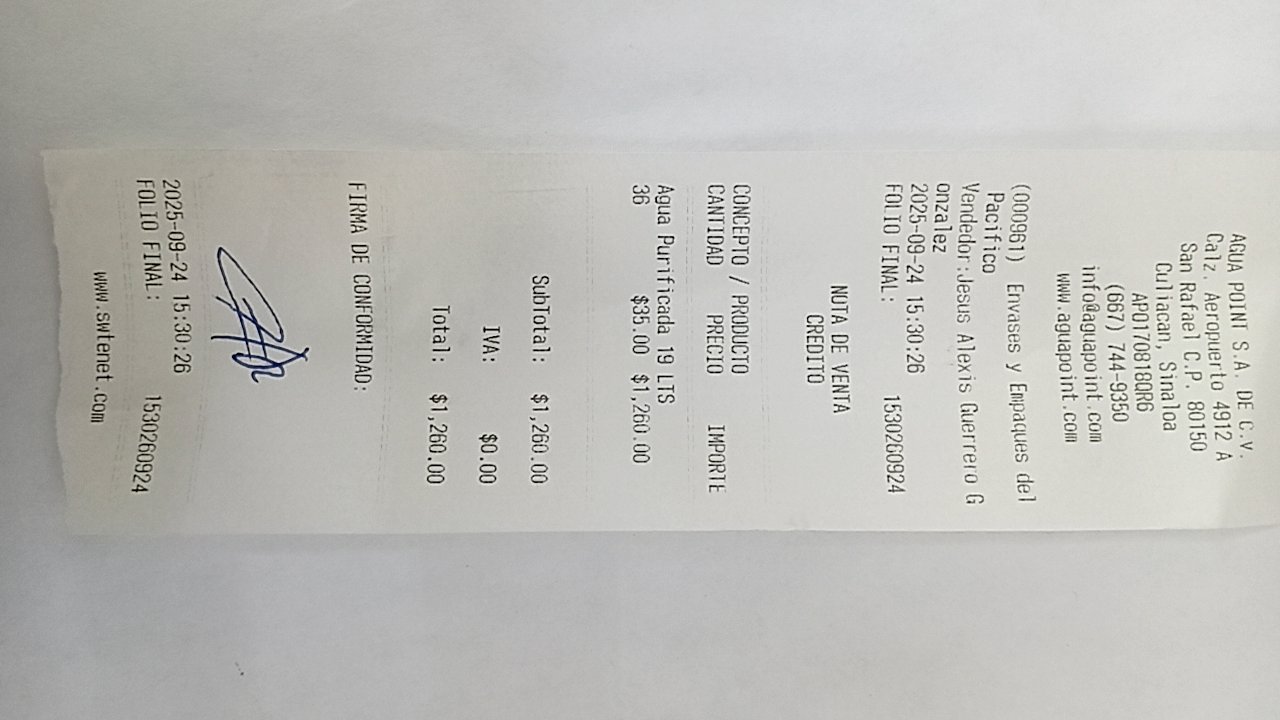 AGUA POINT S.A. DE C.V.
Calz. Aeropuerto 4912 A
San Rafael C.P. 80150
Culiacan, Sinaloa
APO170818QR6
(667) 744-9350
info@aguapoint.com
www.aguapoint.com
(000961) Envases y Empaques del
Pacifico
Vendedor:Jesus Alexis Guerrero G
onzalez
2025-09-24 15:30:26
FOLIO FINAL: 1530260924
NOTA DE VENTA
CREDITO
CONCEPTO / PRODUCTO
CANTIDAD PRECIO IMPORTE
Agua Purificada 19 LTS
36 $35.00 $1,260.00
SubTotal: $1,260.00
IVA: $0.00
Total: $1,260.00
FIRMA DE CONFORMIDAD:
2025-09-24 15:30:26
FOLIO FINAL: 1530260924
www.swtenet.com